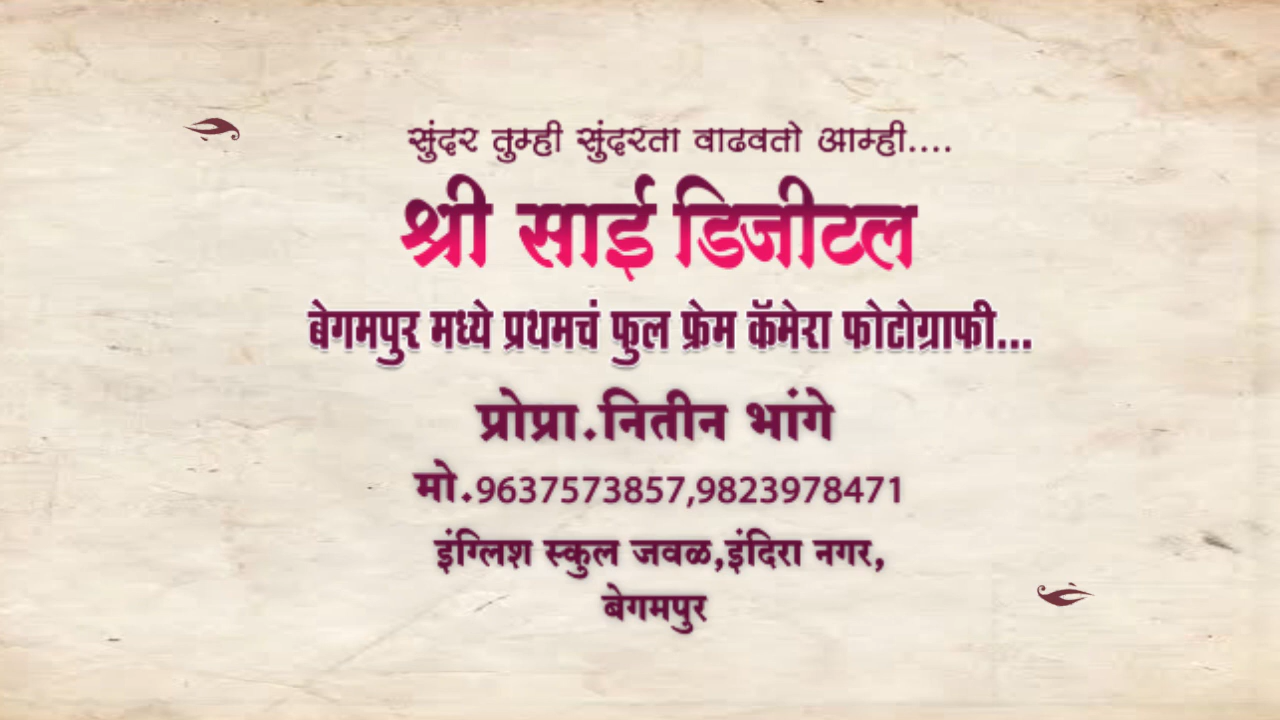 सुंदर तुम्ही सुंदरता वाढवतो आम्ही....
श्री साई डिजीटल
बेगमपुर मध्ये प्रथमचं फुल फ्रेम कॅमेरा फोटोग्राफी...
प्रोप्रा.नितीन भांगे
मो.9637573857,9823978471
इंग्लिश स्कुल जवळ,इंदिरा नगर,
बेगमपुर